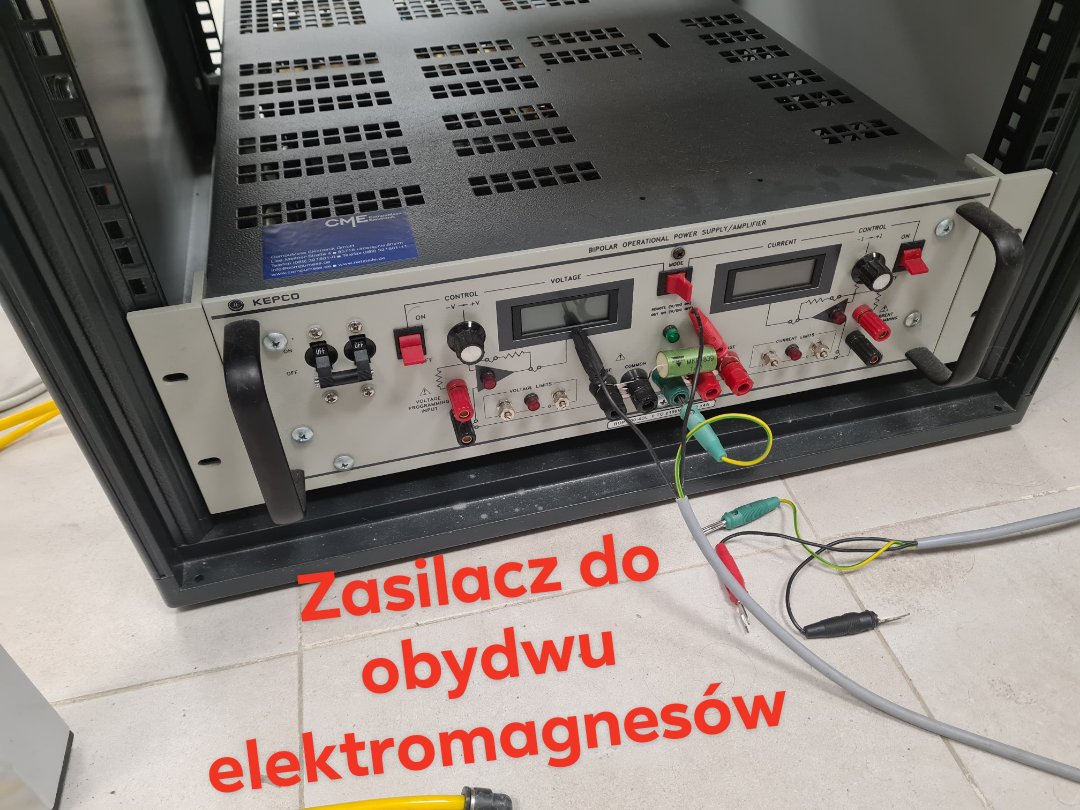 CME
KEPCO
BIPOLAR OPERATIONAL POWER SUPPLY/AMPLIFIER
CONTROL
-V +V
VOLTAGE
MODE
CURRENT
CONTROL
-I +I
ON
ON
ON
OFF
VOLTAGE PROGRAMMING INPUT
VOLTAGE LIMITS
COMMON
CURRENT LIMITS
Zasilacz do
obydwu
elektromagnesów